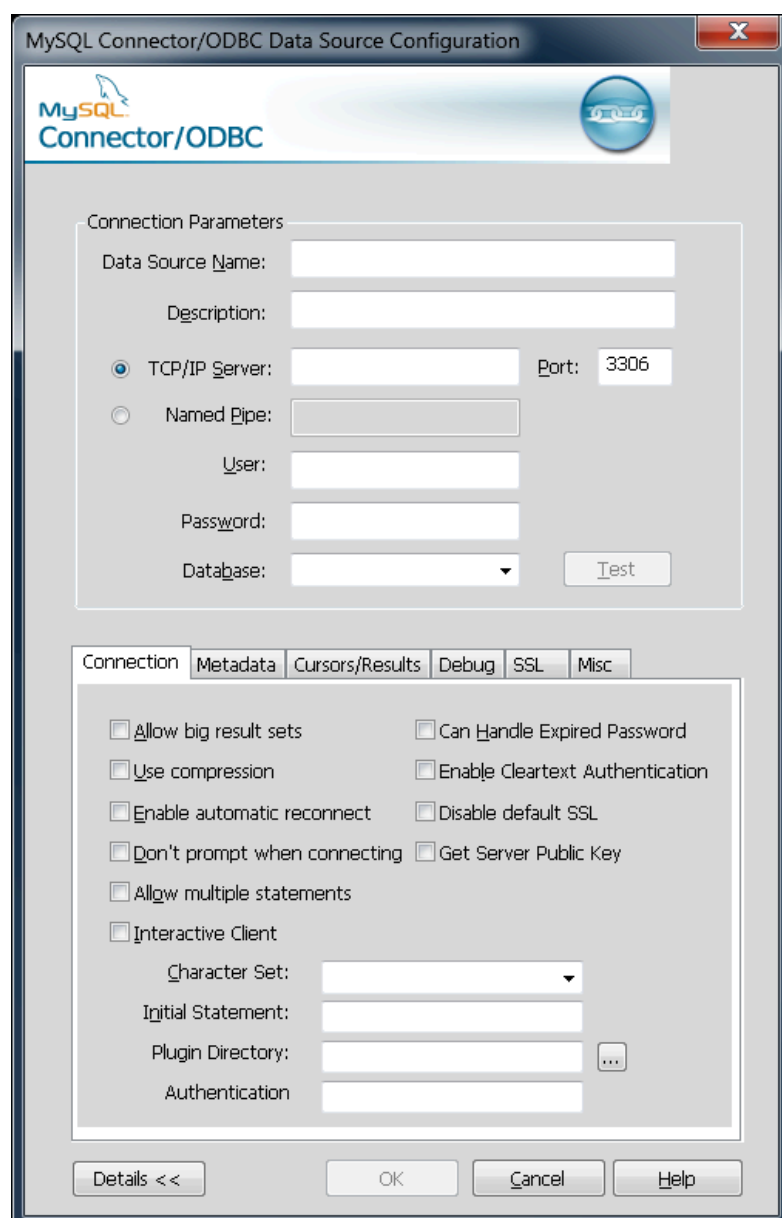 MySQL Connector/ODBC Data Source Configuration
X
MySQL
Connector/ODBC
Connection Parameters
Data Source Name:
Description:
TCP/IP Server: Port: 3306
Named Pipe:
User:
Password:
Database: Test
Connection Metadata Cursors/Results Debug SSL Misc
Allow big result sets Can Handle Expired Password
Use compression Enable Cleartext Authentication
Enable automatic reconnect Disable default SSL
Don't prompt when connecting Get Server Public Key
Allow multiple statements
Interactive Client
Character Set:
Initial Statement:
Plugin Directory: ...
Authentication
Details << OK Cancel Help